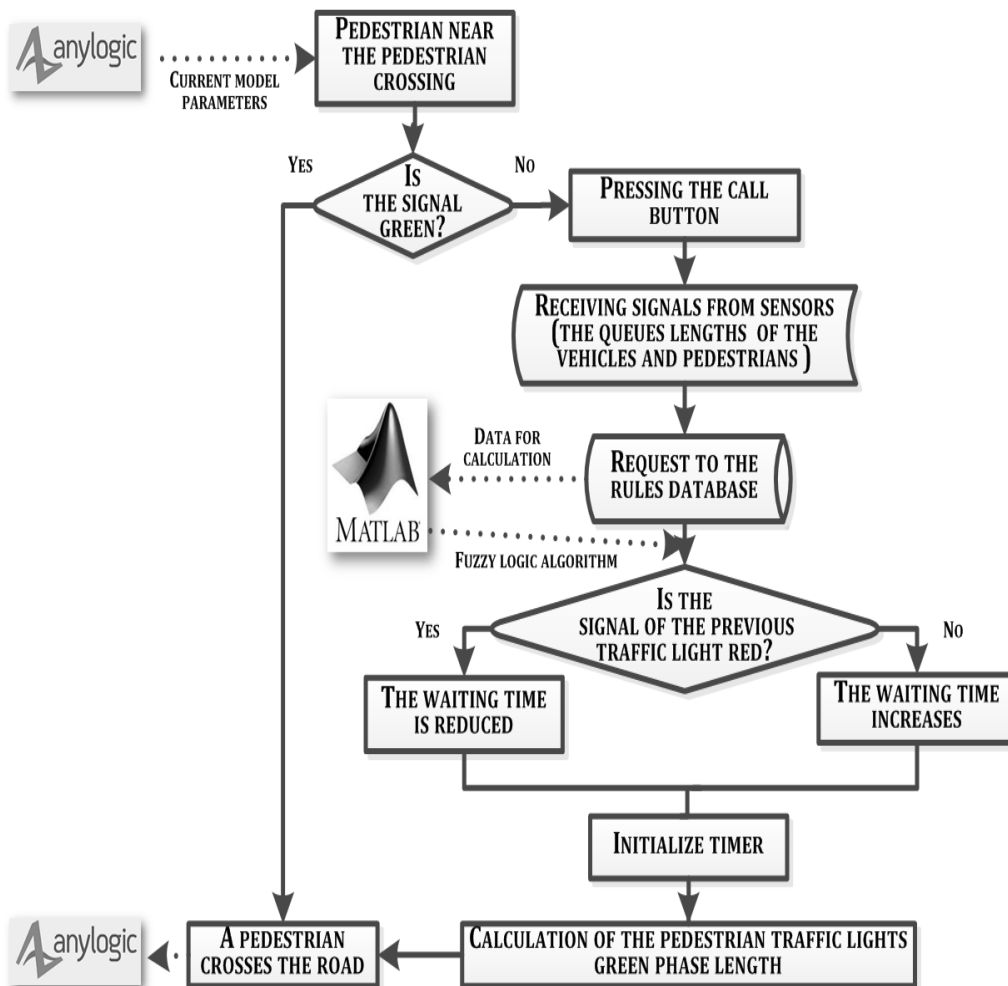 anylogic
CURRENT MODEL
PARAMETERS
PEDESTRIAN NEAR
THE PEDESTRIAN
CROSSING
YES
IS
THE SIGNAL
GREEN?
NO
PRESSING THE CALL
BUTTON
RECEIVING SIGNALS FROM SENSORS
(THE QUEUES LENGTHS OF THE
VEHICLES AND PEDESTRIANS )
DATA FOR
CALCULATION
REQUEST TO THE
RULES DATABASE
MATLAB
FUZZY LOGIC ALGORITHM
YES
IS THE
SIGNAL OF THE PREVIOUS
TRAFFIC LIGHT RED?
NO
THE WAITING TIME
IS REDUCED
THE WAITING TIME
INCREASES
INITIALIZE TIMER
anylogic
A PEDESTRIAN
CROSSES THE ROAD
CALCULATION OF THE PEDESTRIAN TRAFFIC LIGHTS
GREEN PHASE LENGTH